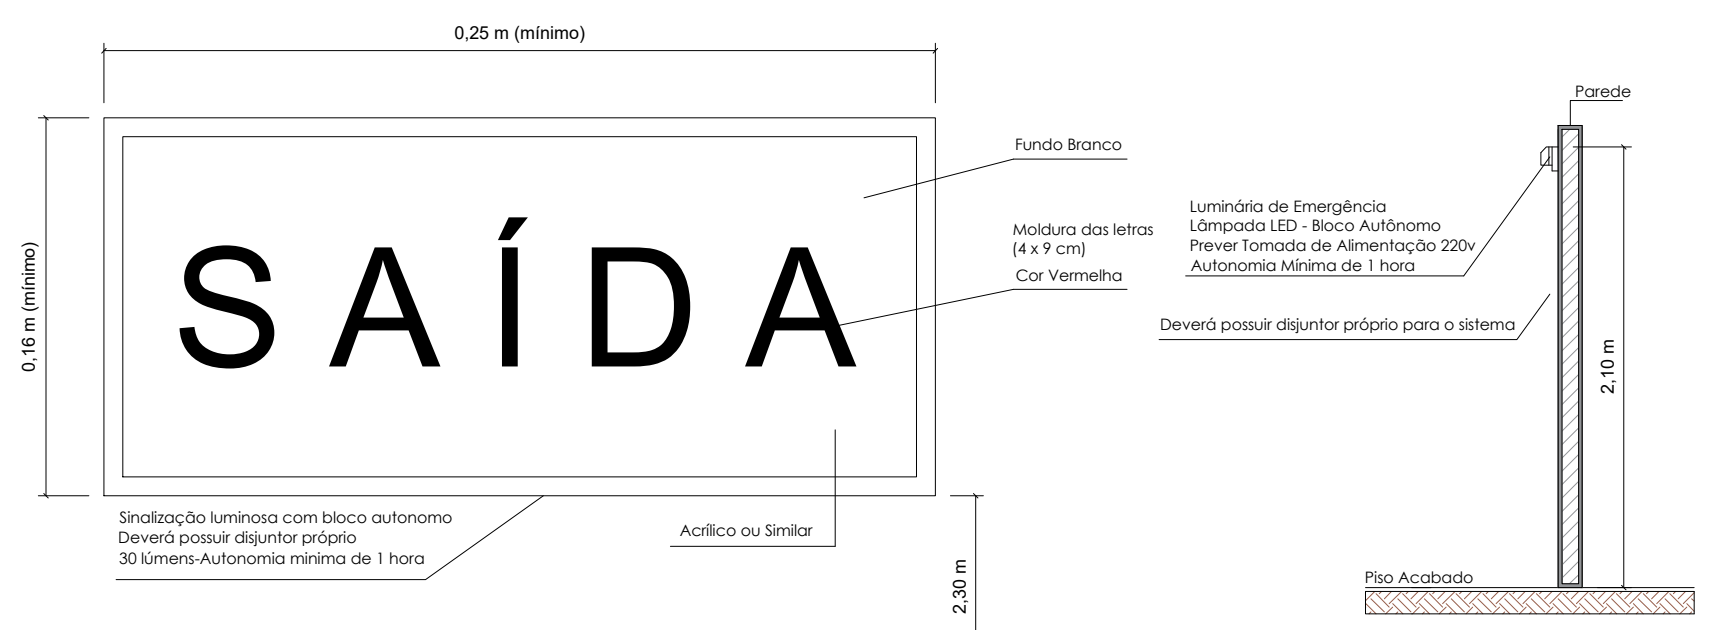 0,25 m (mínimo)
0,16 m (mínimo)
SAÍDA
Fundo Branco
Moldura das letras
(4 x 9 cm)
Cor Vermelha
Sinalização luminosa com bloco autonomo
Deverá possuir disjuntor próprio
30 lúmens-Autonomia minima de 1 hora
Acrílico ou Similar
2,30 m
Parede
Luminária de Emergência
Lâmpada LED - Bloco Autônomo
Prever Tomada de Alimentação 220v
Autonomia Mínima de 1 hora
Deverá possuir disjuntor próprio para o sistema
2,10 m
Piso Acabado